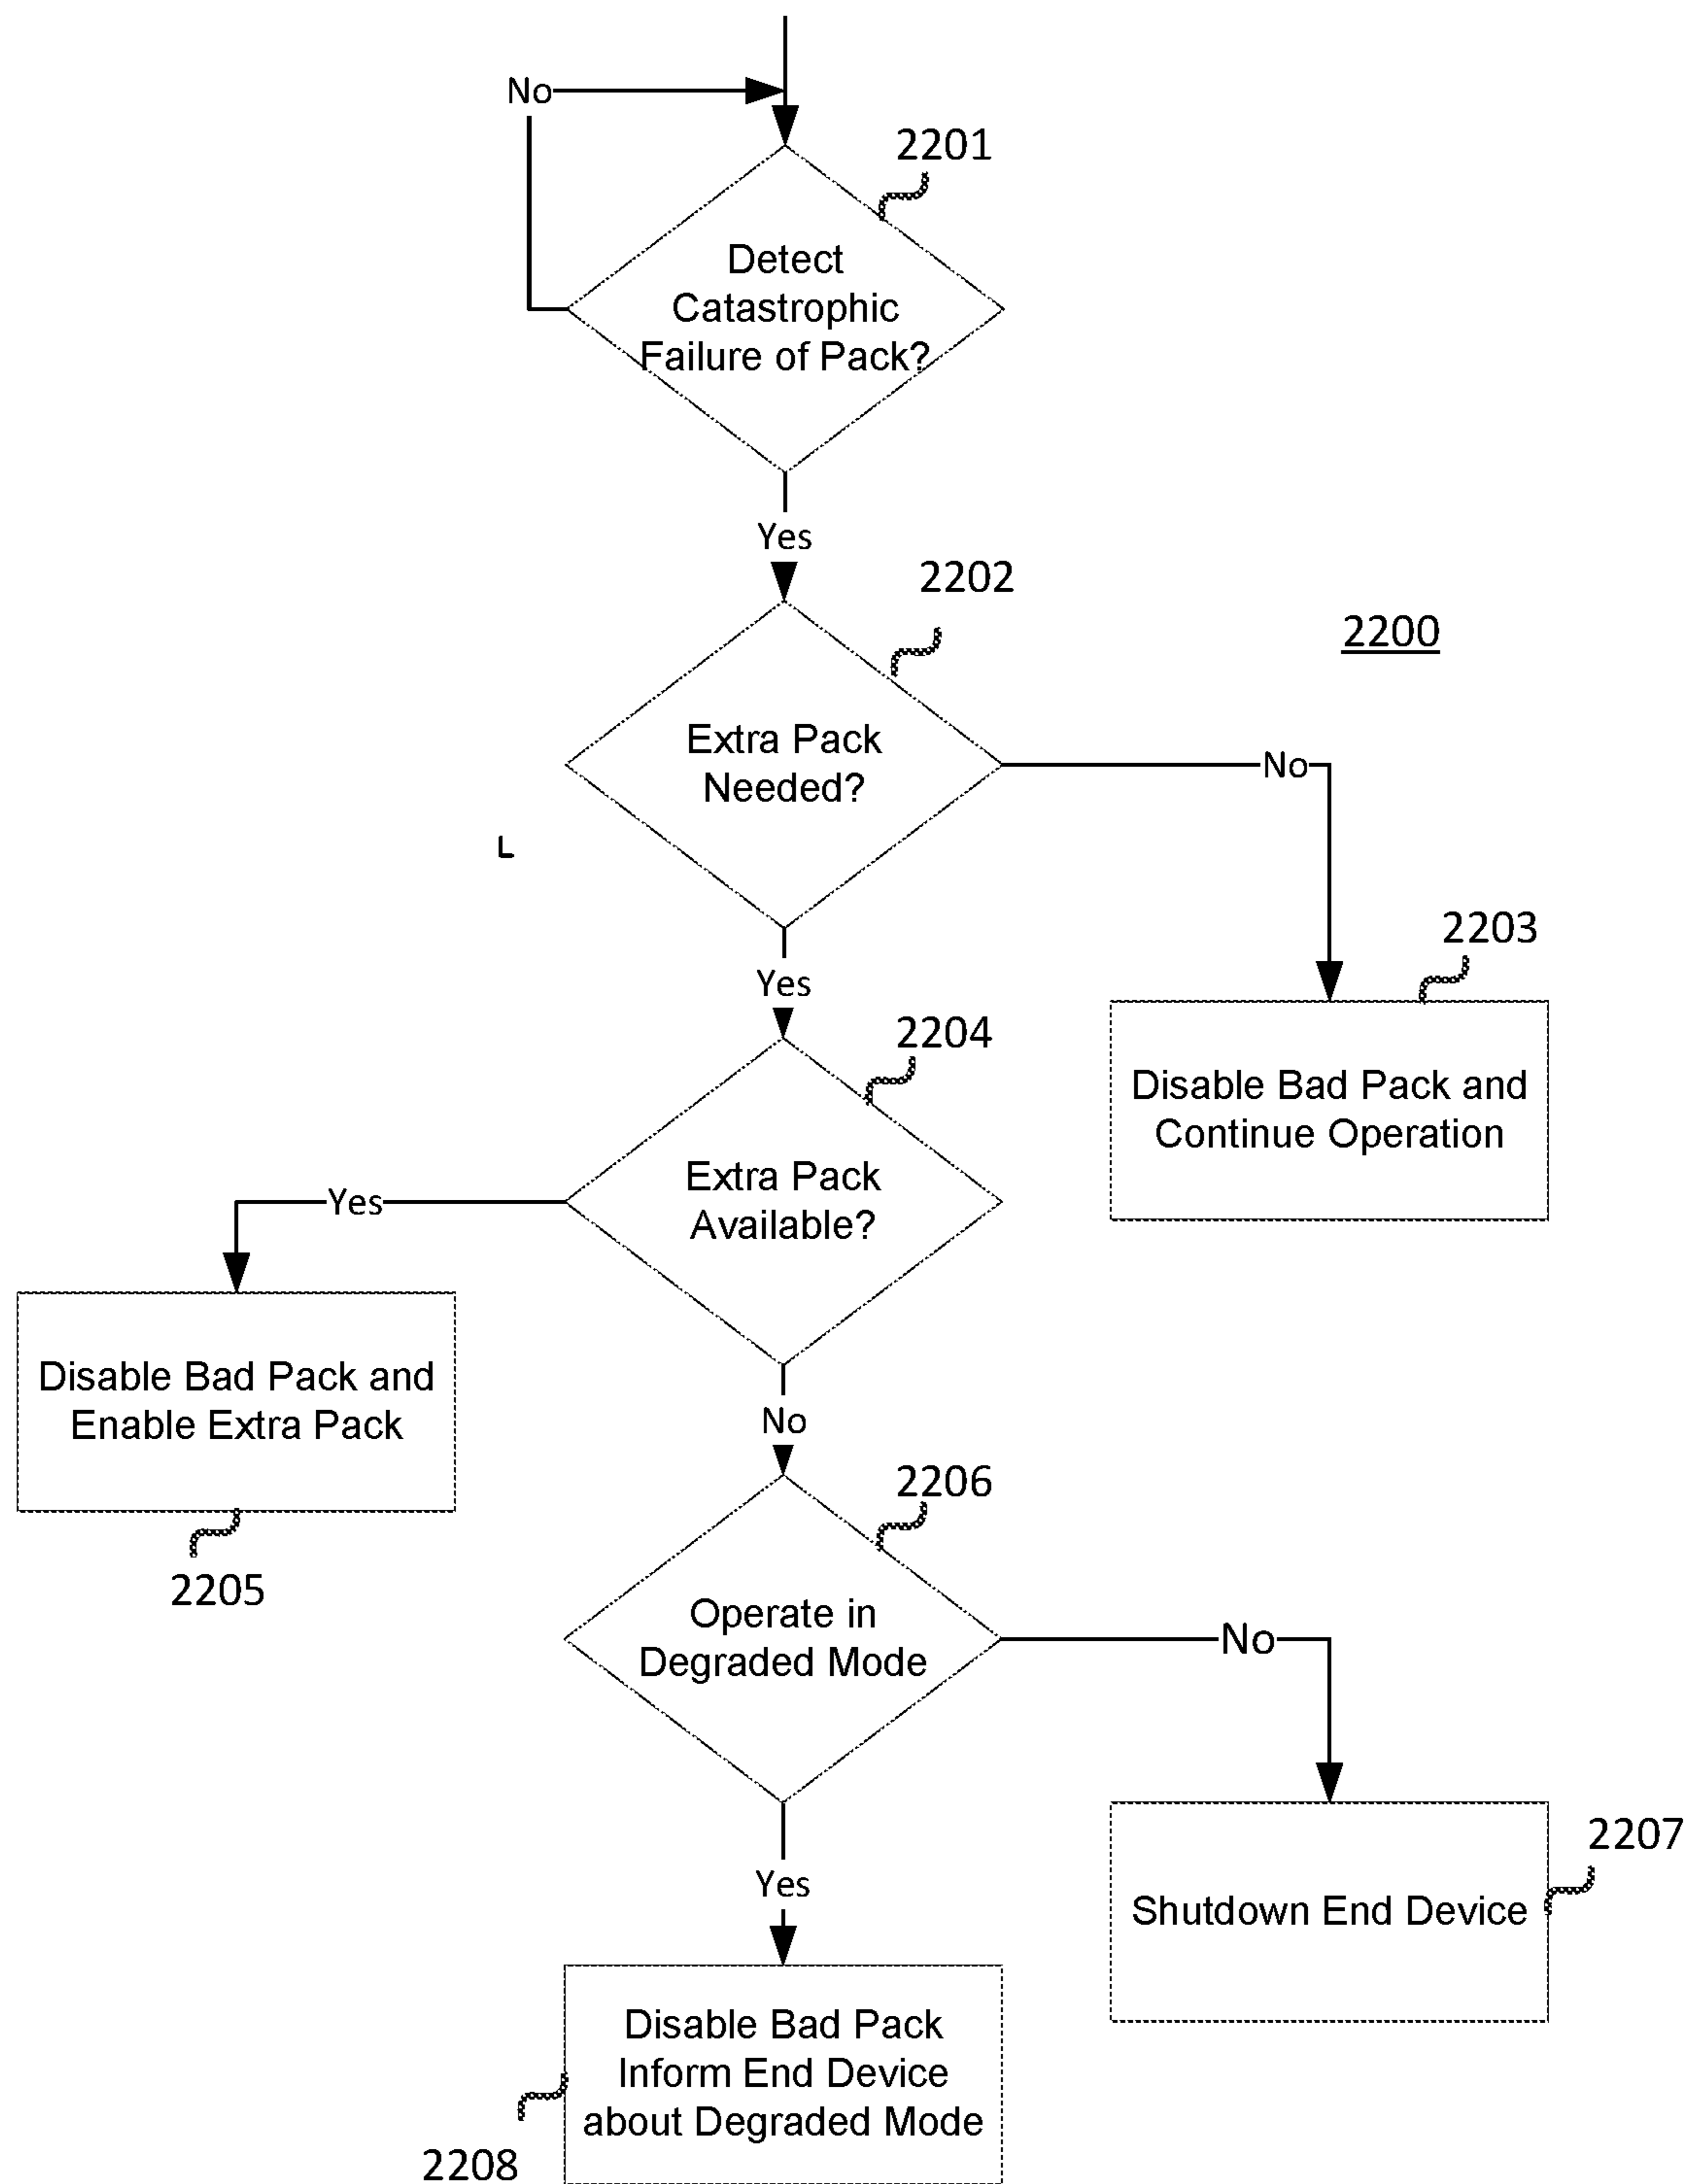 No
2201
Detect
Catastrophic
Failure of Pack?
Yes
2202
2200
Extra Pack
Needed?
No
L
2203
Yes
2204
Disable Bad Pack and
Continue Operation
Extra Pack
Available?
Yes
Disable Bad Pack and
Enable Extra Pack
No
2206
2205
Operate in
Degraded Mode
No
2207
Yes
Shutdown End Device
Disable Bad Pack
Inform End Device
about Degraded Mode
2208